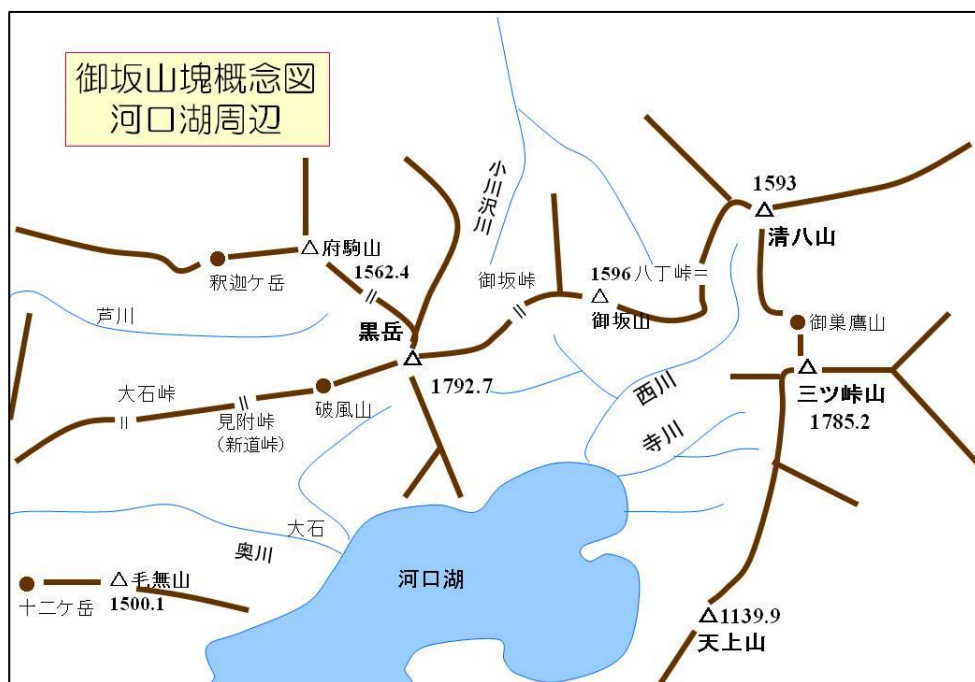 御坂山塊概念図
河口湖周辺
小川沢川
1593
清八山
府駒山
釈迦ケ岳
1562.4
御坂峠
1596
八丁峠
御坂山
芦川
黒岳
御巣鷹山
1792.7
西川
三ツ峠山
1785.2
大石峠
破風山
見附峠
（新道峠）
寺川
大石
奥川
河口湖
毛無山
1500.1
十二ケ岳
1139.9
天上山